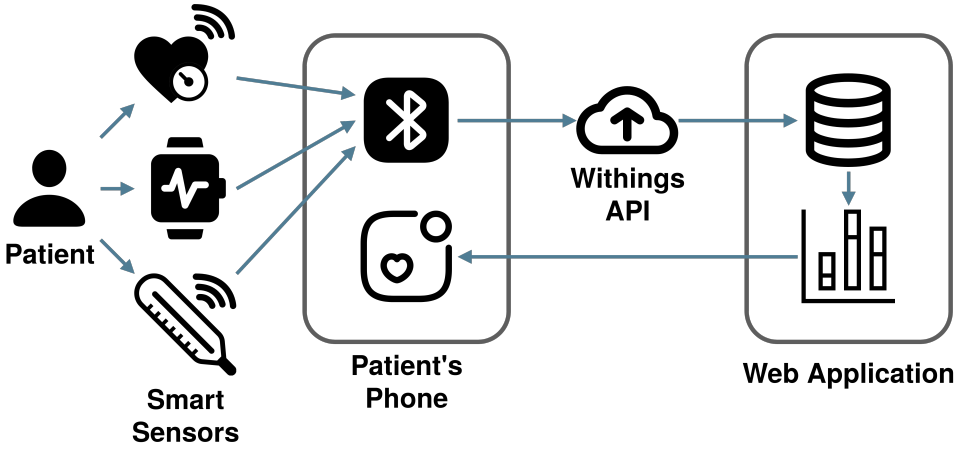 Patient
Smart
Sensors
Patient's
Phone
Withings
API
Web Application